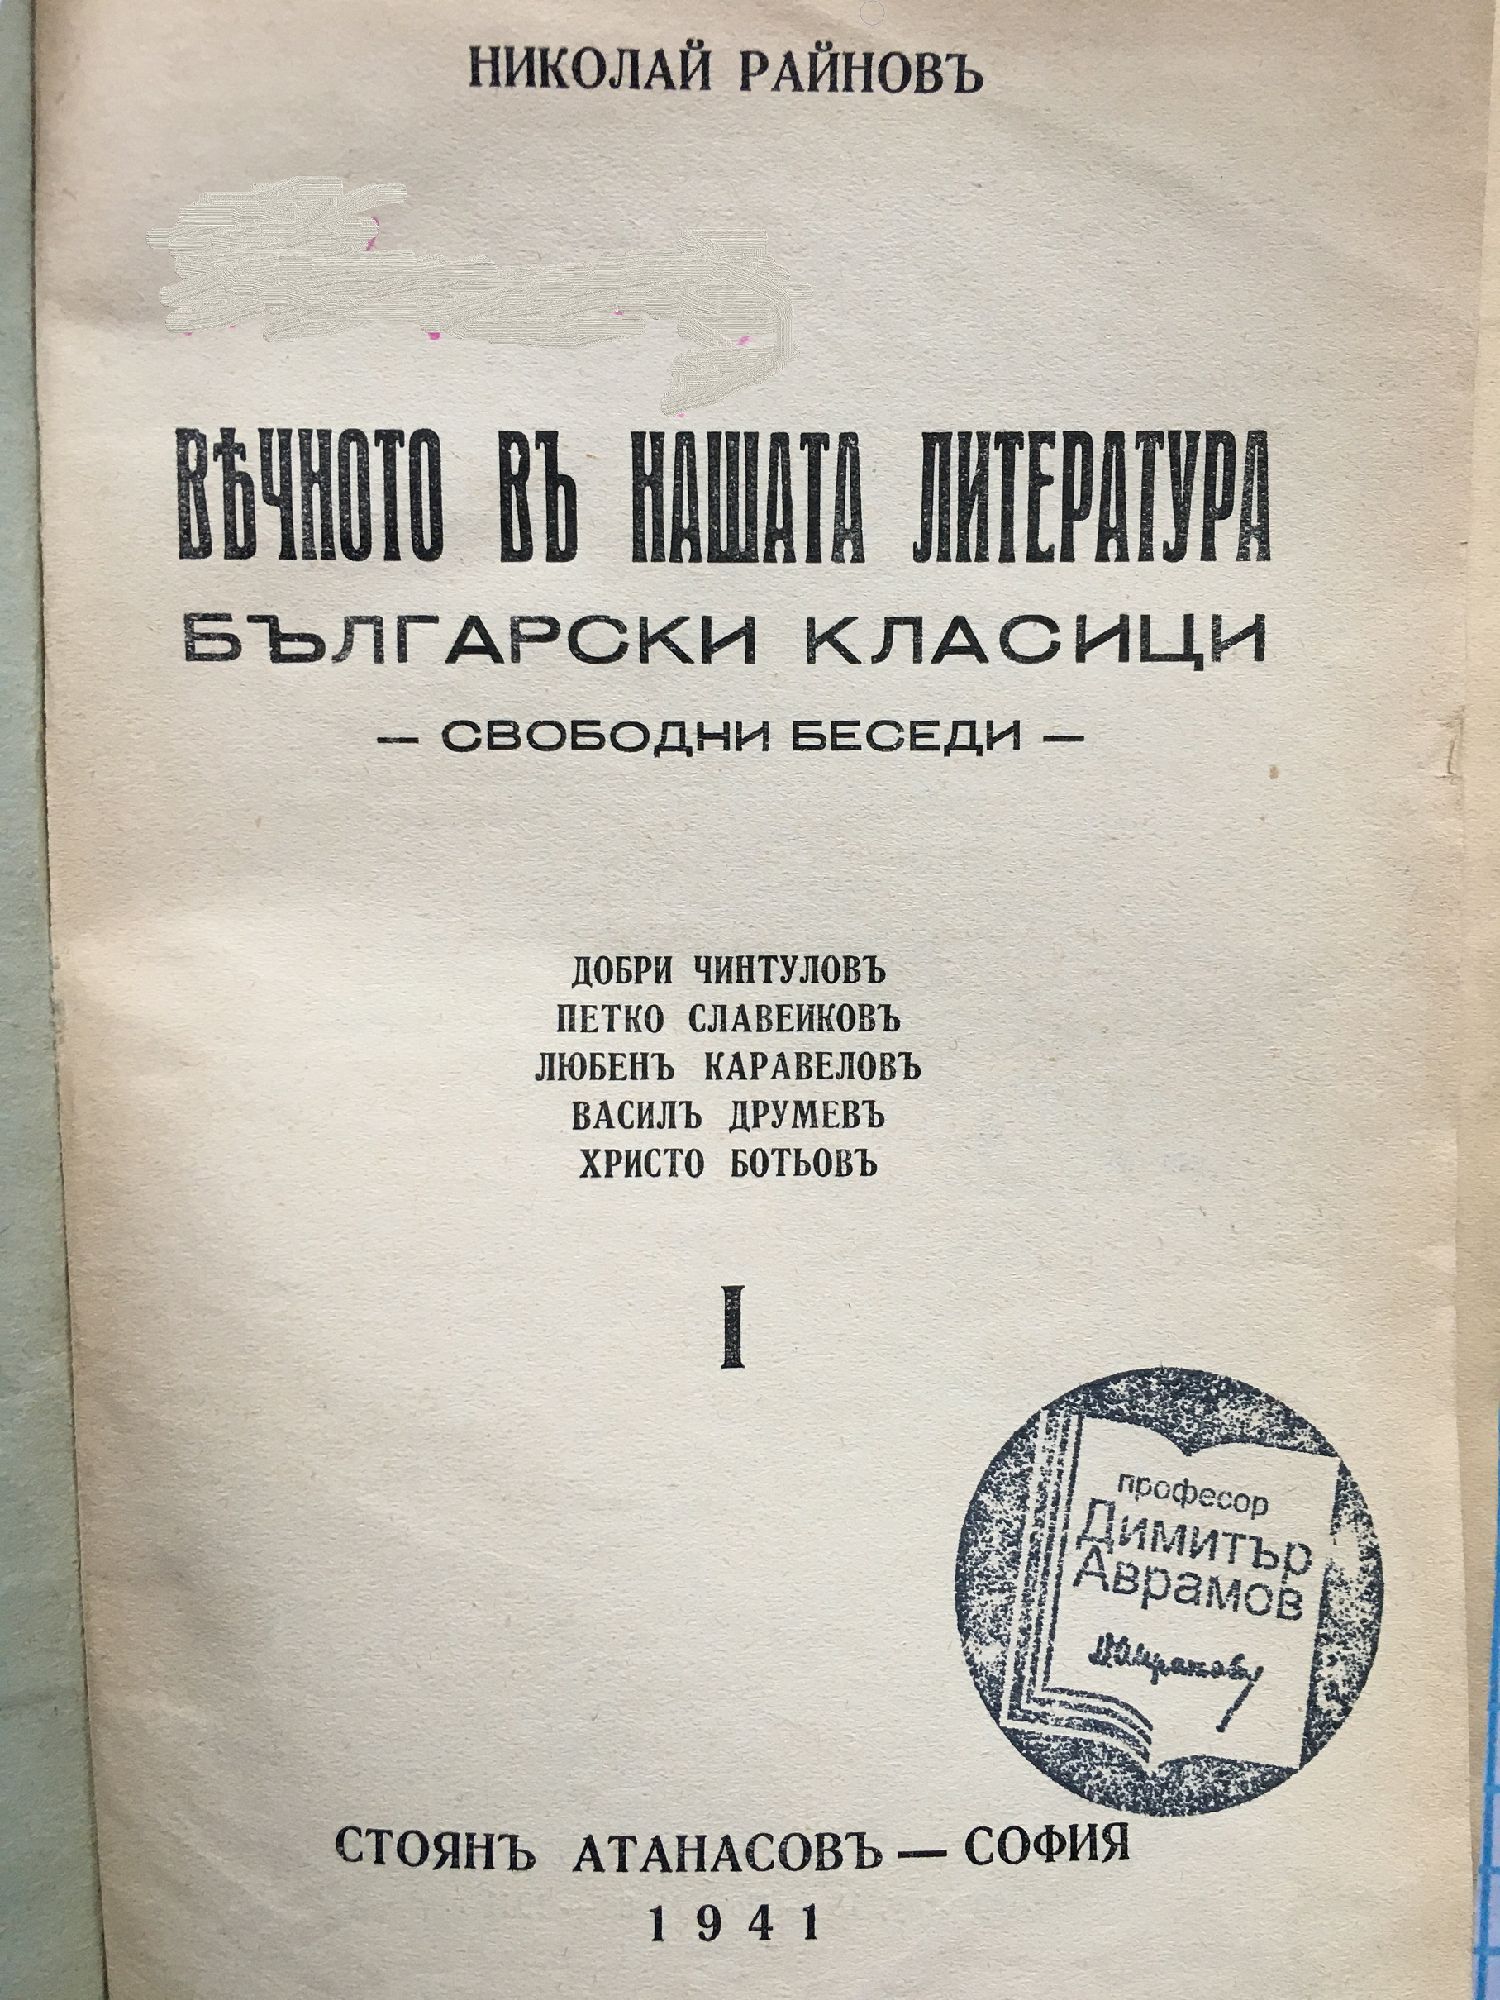 НИКОЛАЙ РАЙНОВЪ
ВѢЧНОТО ВЪ НАШАТА ЛИТЕРАТУРА
БЪЛГАРСКИ КЛАСИЦИ
— СВОБОДНИ БЕСЕДИ —
ДОБРИ ЧИНТУЛОВЪ
ПЕТКО СЛАВЕИКОВЪ
ЛЮБЕНЪ КАРАВЕЛОВЪ
ВАСИЛЪ ДРУМЕВЪ
ХРИСТО БОТЬОВЪ
I
професор
Димитър
Аврамов
СТОЯНЪ АТАНАСОВЪ — СОФИЯ
1941